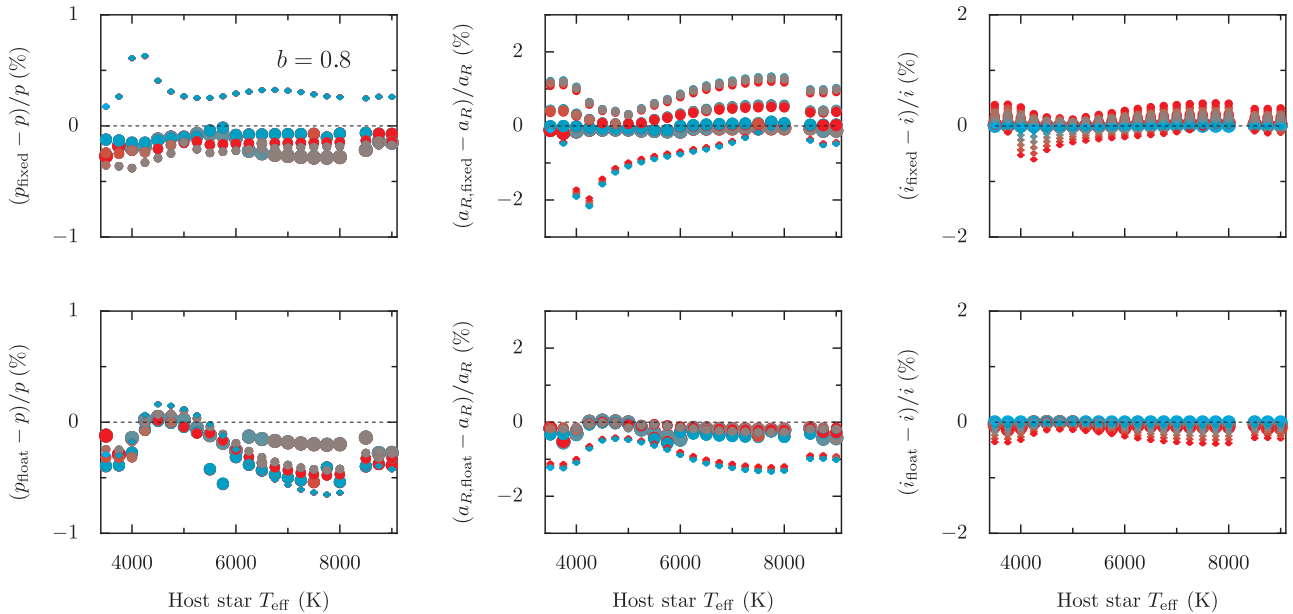 1
0
−1
(p_fixed − p)/p (%)
b = 0.8
2
0
−2
(a_R,fixed − a_R)/a_R (%)
2
0
−2
(i_fixed − i)/i (%)
1
0
−1
(p_float − p)/p (%)
4000 6000 8000
Host star T_eff (K)
2
0
−2
(a_R,float − a_R)/a_R (%)
4000 6000 8000
Host star T_eff (K)
2
0
−2
(i_float − i)/i (%)
4000 6000 8000
Host star T_eff (K)